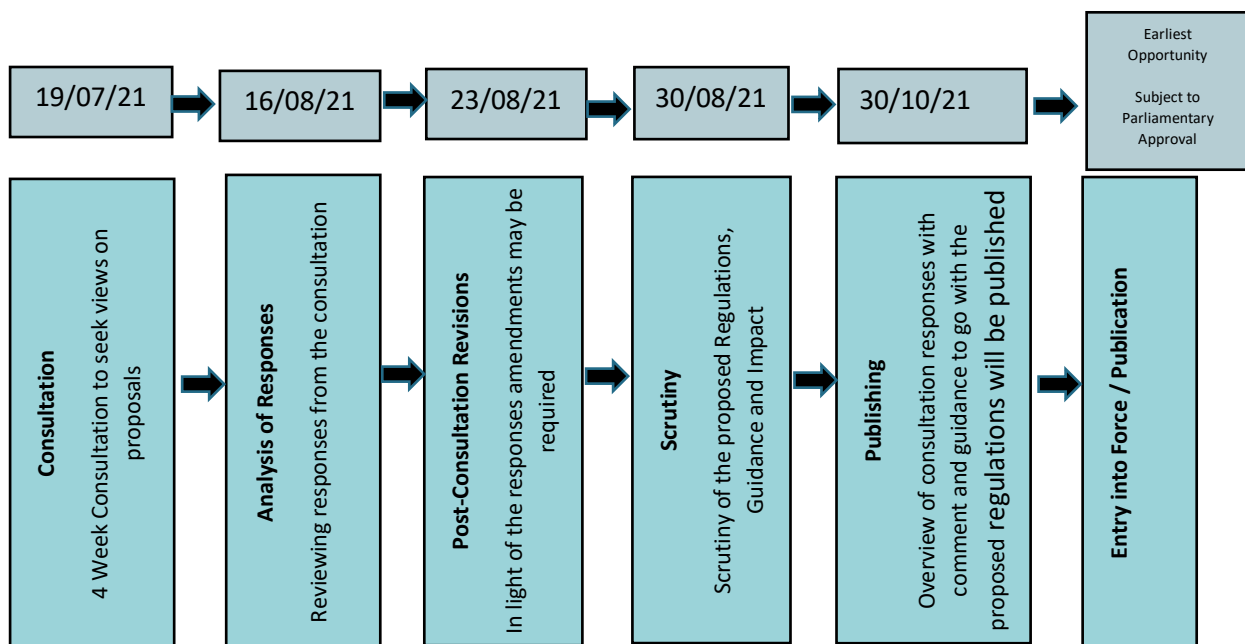 19/07/21
16/08/21
23/08/21
30/08/21
30/10/21
Earliest
Opportunity
Subject to
Parliamentary
Approval
Consultation
4 Week Consultation to seek views on
proposals
Analysis of Responses
Reviewing responses from the consultation
Post-Consultation Revisions
In light of the responses amendments may be
required
Scrutiny
Scrutiny of the proposed Regulations,
Guidance and Impact
Publishing
Overview of consultation responses with
comment and guidance to go with the
proposed regulations will be published
Entry into Force / Publication